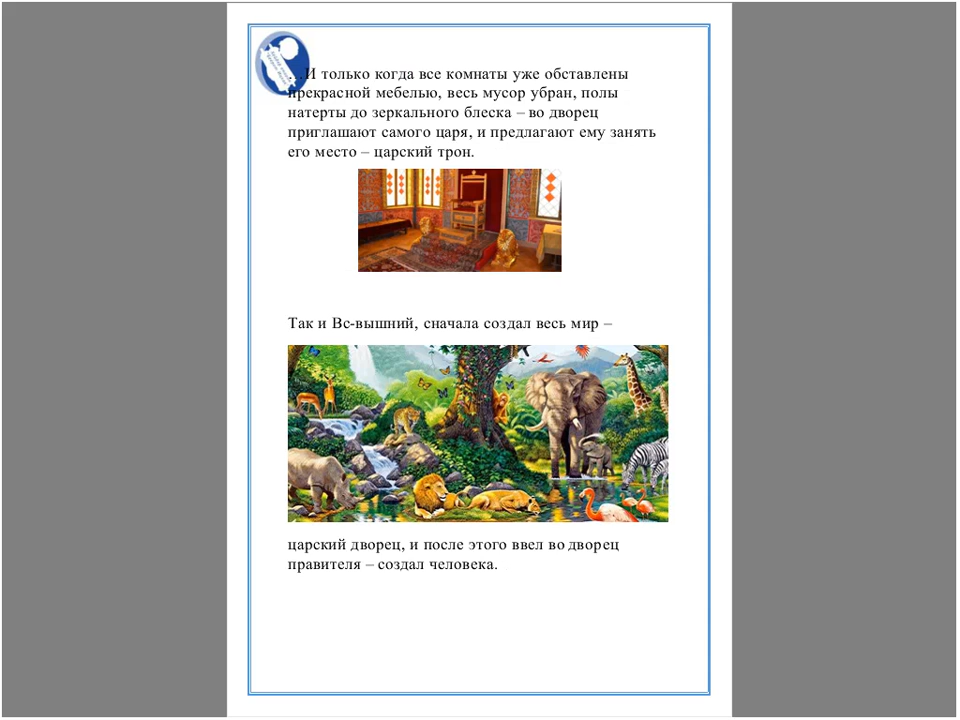 …И только когда все комнаты уже обставлены
прекрасной мебелью, весь мусор убран, полы
натерты до зеркального блеска – во дворец
приглашают самого царя, и предлагают ему занять
его место – царский трон.
Так и Вс-вышний, сначала создал весь мир –
царский дворец, и после этого ввел во дворец
правителя – создал человека.